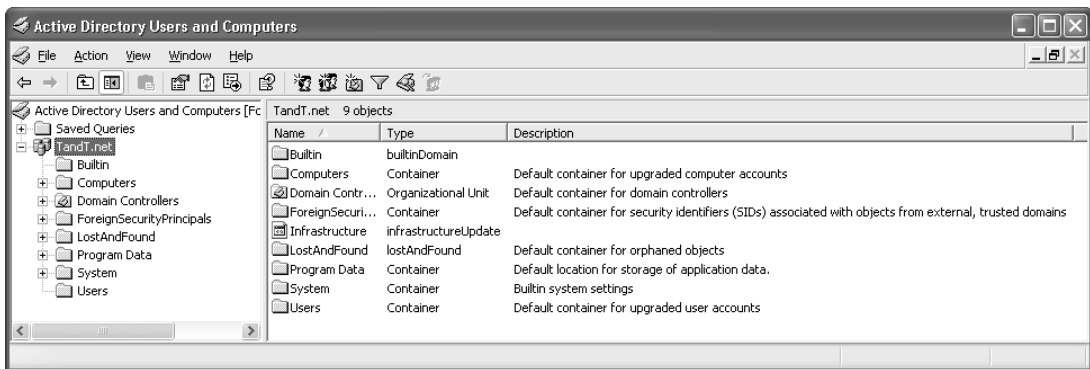 Active Directory Users and Computers
File Action View Window Help
Active Directory Users and Computers [Fc
Saved Queries
TandT.net
Builtin
Computers
Domain Controllers
ForeignSecurityPrincipals
LostAndFound
Program Data
System
Users
TandT.net 9 objects
Name Type Description
Builtin builtinDomain
Computers Container Default container for upgraded computer accounts
Domain Contr... Organizational Unit Default container for domain controllers
ForeignSecuri... Container Default container for security identifiers (SIDs) associated with objects from external, trusted domains
Infrastructure infrastructureUpdate
LostAndFound lostAndFound Default container for orphaned objects
Program Data Container Default location for storage of application data.
System Container Builtin system settings
Users Container Default container for upgraded user accounts